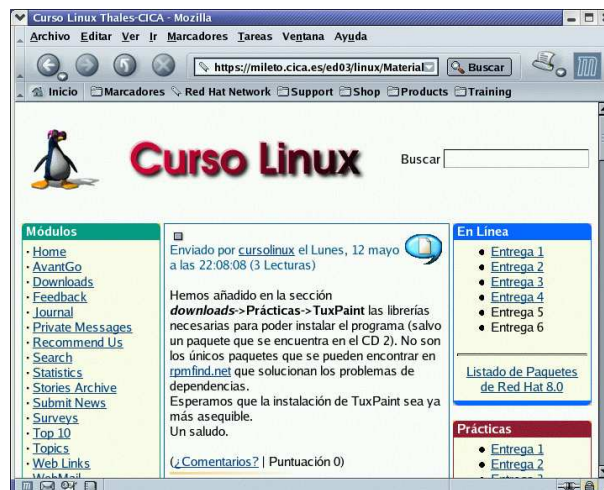 Curso Linux Thales-CICA - Mozilla
Archivo Editar Ver Ir Marcadores Tareas Ventana Ayuda
https://mileto.cica.es/ed03/linux/Material
Buscar
Inicio Marcadores Red Hat Network Support Shop Products Training
Curso Linux
Buscar
Módulos
· Home
· AvantGo
· Downloads
· Feedback
· Journal
· Private Messages
· Recommend Us
· Search
· Statistics
· Stories Archive
· Submit News
· Surveys
· Top 10
· Topics
· Web Links
· WebMail
Enviado por cursolinux el Lunes, 12 mayo
a las 22:08:08 (3 Lecturas)
Hemos añadido en la sección
downloads->Prácticas->TuxPaint las librerías
necesarias para poder instalar el programa (salvo
un paquete que se encuentra en el CD 2). No son
los únicos paquetes que se pueden encontrar en
rpmfind.net que solucionan los problemas de
dependencias.
Esperamos que la instalación de TuxPaint sea ya
más asequible.
Un saludo.
(¿Comentarios? | Puntuación 0)
En Línea
• Entrega 1
• Entrega 2
• Entrega 3
• Entrega 4
• Entrega 5
• Entrega 6
Listado de Paquetes
de Red Hat 8.0
Prácticas
• Entrega 1
• Entrega 2